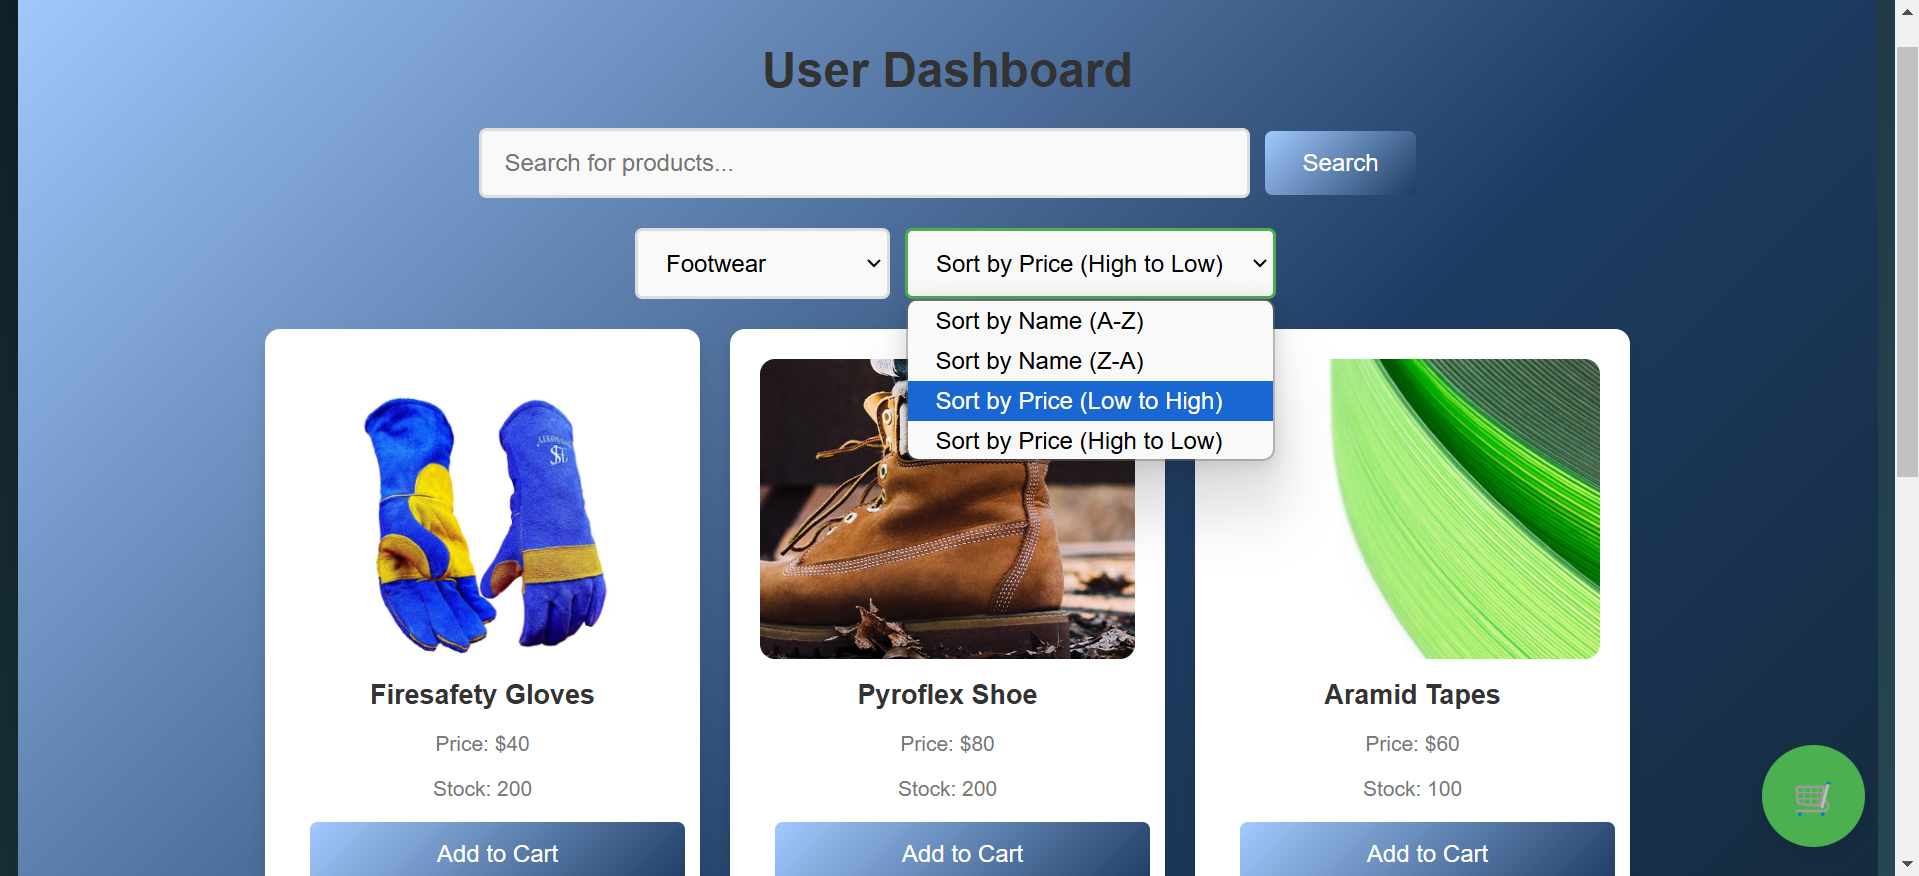 User Dashboard
Search for products...
Search
Footwear
Sort by Price (High to Low)
Sort by Name (A-Z)
Sort by Name (Z-A)
Sort by Price (Low to High)
Sort by Price (High to Low)
Firesafety Gloves
Price: $40
Stock: 200
Add to Cart
Pyroflex Shoe
Price: $80
Stock: 200
Add to Cart
Aramid Tapes
Price: $60
Stock: 100
Add to Cart